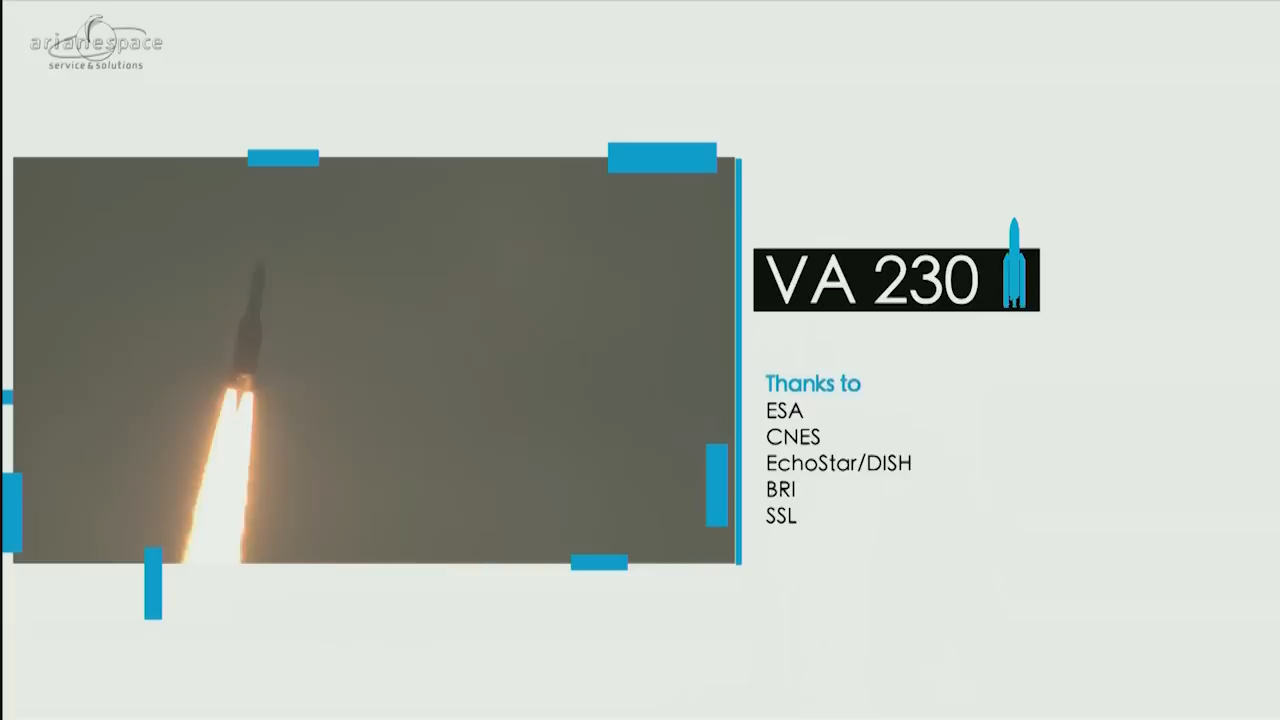 arianespace
service & solutions
VA 230
Thanks to
ESA
CNES
EchoStar/DISH
BRI
SSL